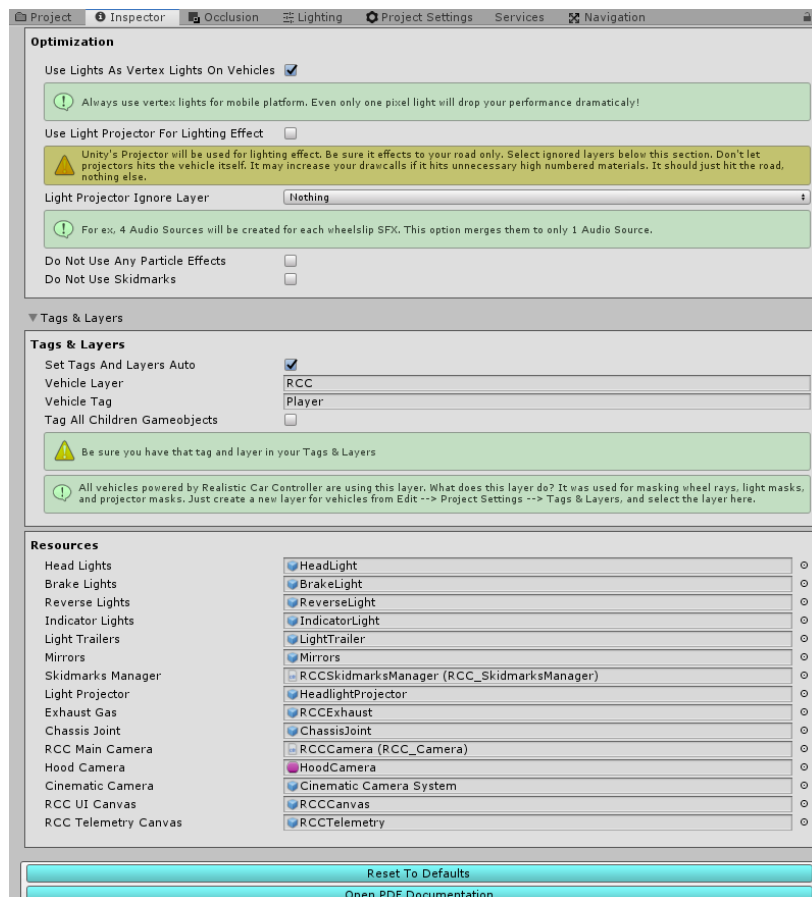 Project
Inspector
Occlusion
Lighting
Project Settings
Services
Navigation
Optimization
Use Lights As Vertex Lights On Vehicles
Always use vertex lights for mobile platform. Even only one pixel light will drop your performance dramaticaly!
Use Light Projector For Lighting Effect
Unity's Projector will be used for lighting effect. Be sure it effects to your road only. Select ignored layers below this section. Don't let
projectors hits the vehicle itself. It may increase your drawcalls if it hits unnecessary high numbered materials. It should just hit the road,
nothing else.
Light Projector Ignore Layer Nothing
For ex, 4 Audio Sources will be created for each wheelslip SFX. This option merges them to only 1 Audio Source.
Do Not Use Any Particle Effects
Do Not Use Skidmarks
Tags & Layers
Tags & Layers
Set Tags And Layers Auto
Vehicle Layer RCC
Vehicle Tag Player
Tag All Children Gameobjects
Be sure you have that tag and layer in your Tags & Layers
All vehicles powered by Realistic Car Controller are using this layer. What does this layer do? It was used for masking wheel rays, light masks,
and projector masks. Just create a new layer for vehicles from Edit --> Project Settings --> Tags & Layers, and select the layer here.
Resources
Head Lights HeadLight
Brake Lights BrakeLight
Reverse Lights ReverseLight
Indicator Lights IndicatorLight
Light Trailers LightTrailer
Mirrors Mirrors
Skidmarks Manager RCCSkidmarksManager (RCC_SkidmarksManager)
Light Projector HeadlightProjector
Exhaust Gas RCCExhaust
Chassis Joint ChassisJoint
RCC Main Camera RCCCamera (RCC_Camera)
Hood Camera HoodCamera
Cinematic Camera Cinematic Camera System
RCC UI Canvas RCCCanvas
RCC Telemetry Canvas RCCTelemetry
Reset To Defaults
Open PDF Documentation